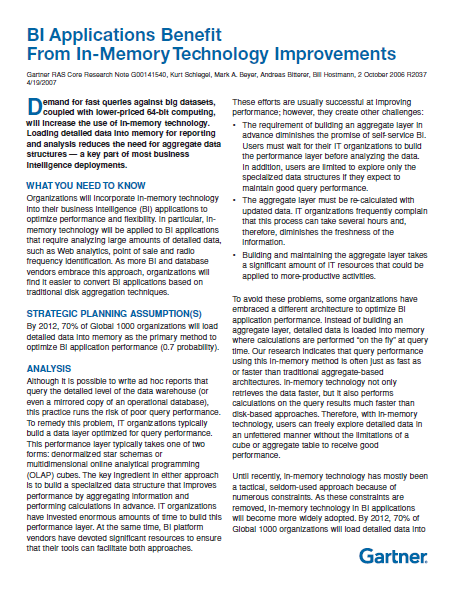 BI Applications Benefit
From In-Memory Technology Improvements
Gartner RAS Core Research Note G00141540, Kurt Schlegel, Mark A. Beyer, Andreas Bitterer, Bill Hostmann, 2 October 2006 R2037
4/19/2007
Demand for fast queries against big datasets,
coupled with lower-priced 64-bit computing,
will increase the use of in-memory technology.
Loading detailed data into memory for reporting
and analysis reduces the need for aggregate data
structures — a key part of most business
intelligence deployments.
WHAT YOU NEED TO KNOW
Organizations will incorporate in-memory technology
into their business intelligence (BI) applications to
optimize performance and flexibility. In particular, in-
memory technology will be applied to BI applications
that require analyzing large amounts of detailed data,
such as Web analytics, point of sale and radio
frequency identification. As more BI and database
vendors embrace this approach, organizations will
find it easier to convert BI applications based on
traditional disk aggregation techniques.
STRATEGIC PLANNING ASSUMPTION(S)
By 2012, 70% of Global 1000 organizations will load
detailed data into memory as the primary method to
optimize BI application performance (0.7 probability).
ANALYSIS
Although it is possible to write ad hoc reports that
query the detailed level of the data warehouse (or
even a mirrored copy of an operational database),
this practice runs the risk of poor query performance.
To remedy this problem, IT organizations typically
build a data layer optimized for query performance.
This performance layer typically takes one of two
forms: denormalized star schemas or
multidimensional online analytical programming
(OLAP) cubes. The key ingredient in either approach
is to build a specialized data structure that improves
performance by aggregating information and
performing calculations in advance. IT organizations
have invested enormous amounts of time to build this
performance layer. At the same time, BI platform
vendors have devoted significant resources to ensure
that their tools can facilitate both approaches.
These efforts are usually successful at improving
performance; however, they create other challenges:
• The requirement of building an aggregate layer in
advance diminishes the promise of self-service BI.
Users must wait for their IT organizations to build
the performance layer before analyzing the data.
In addition, users are limited to explore only the
specialized data structures if they expect to
maintain good query performance.
• The aggregate layer must be re-calculated with
updated data. IT organizations frequently complain
that this process can take several hours and,
therefore, diminishes the freshness of the
information.
• Building and maintaining the aggregate layer takes
a significant amount of IT resources that could be
applied to more-productive activities.
To avoid these problems, some organizations have
embraced a different architecture to optimize BI
application performance. Instead of building an
aggregate layer, detailed data is loaded into memory
where calculations are performed "on the fly" at query
time. Our research indicates that query performance
using this in-memory method is often just as fast as
or faster than traditional aggregate-based
architectures. In-memory technology not only
retrieves the data faster, but it also performs
calculations on the query results much faster than
disk-based approaches. Therefore, with in-memory
technology, users can freely explore detailed data in
an unfettered manner without the limitations of a
cube or aggregate table to receive good
performance.
Until recently, in-memory technology has mostly been
a tactical, seldom-used approach because of
numerous constraints. As these constraints are
removed, in-memory technology in BI applications
will become more widely adopted. By 2012, 70% of
Global 1000 organizations will load detailed data into
Gartner.